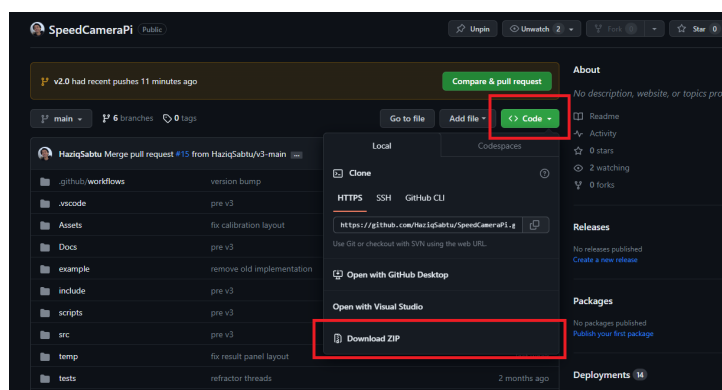 SpeedCameraPi Public
Unpin Unwatch 2 Fork 0 Star 0
v2.0 had recent pushes 11 minutes ago Compare & pull request
main 6 branches 0 tags Go to file Add file <> Code
HaziqSabtu Merge pull request #15 from HaziqSabtu/v3-main ...
.github/workflows version bump
.vscode pre v3
Assets fix calibration layout
Docs pre v3
example remove old implementation
include pre v3
scripts pre v3
src pre v3
temp fix result panel layout
tests refractor threads 2 months ago
Local Codespaces
Clone
HTTPS SSH GitHub CLI
https://github.com/HaziqSabtu/SpeedCameraPi.g
Use Git or checkout with SVN using the web URL.
Open with GitHub Desktop
Open with Visual Studio
Download ZIP
About
No description, website, or topics pro
Readme
Activity
0 stars
2 watching
0 forks
Releases
No releases published
Create a new release
Packages
No packages published
Publish your first package
Deployments 14